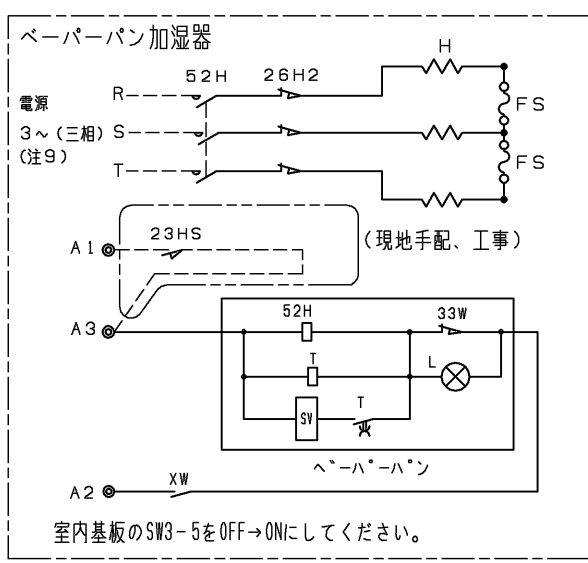 ベーパーパン加湿器
H
52H 26H2
電源
R
FS
3~(三相) S
(注9)
FS
T
(現地手配、工事)
23HS
A1
A3
52H
33W
T
L
SV
T
ベーパーパン
XW
A2
室内基板のSW3-5をOFF→ONにしてください。